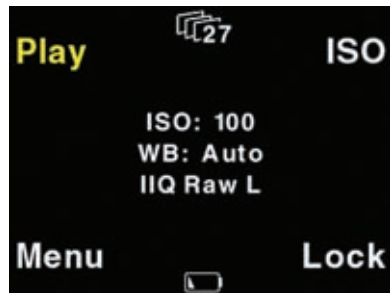 27
Play ISO
ISO: 100
WB: Auto
IIQ Raw L
Menu Lock